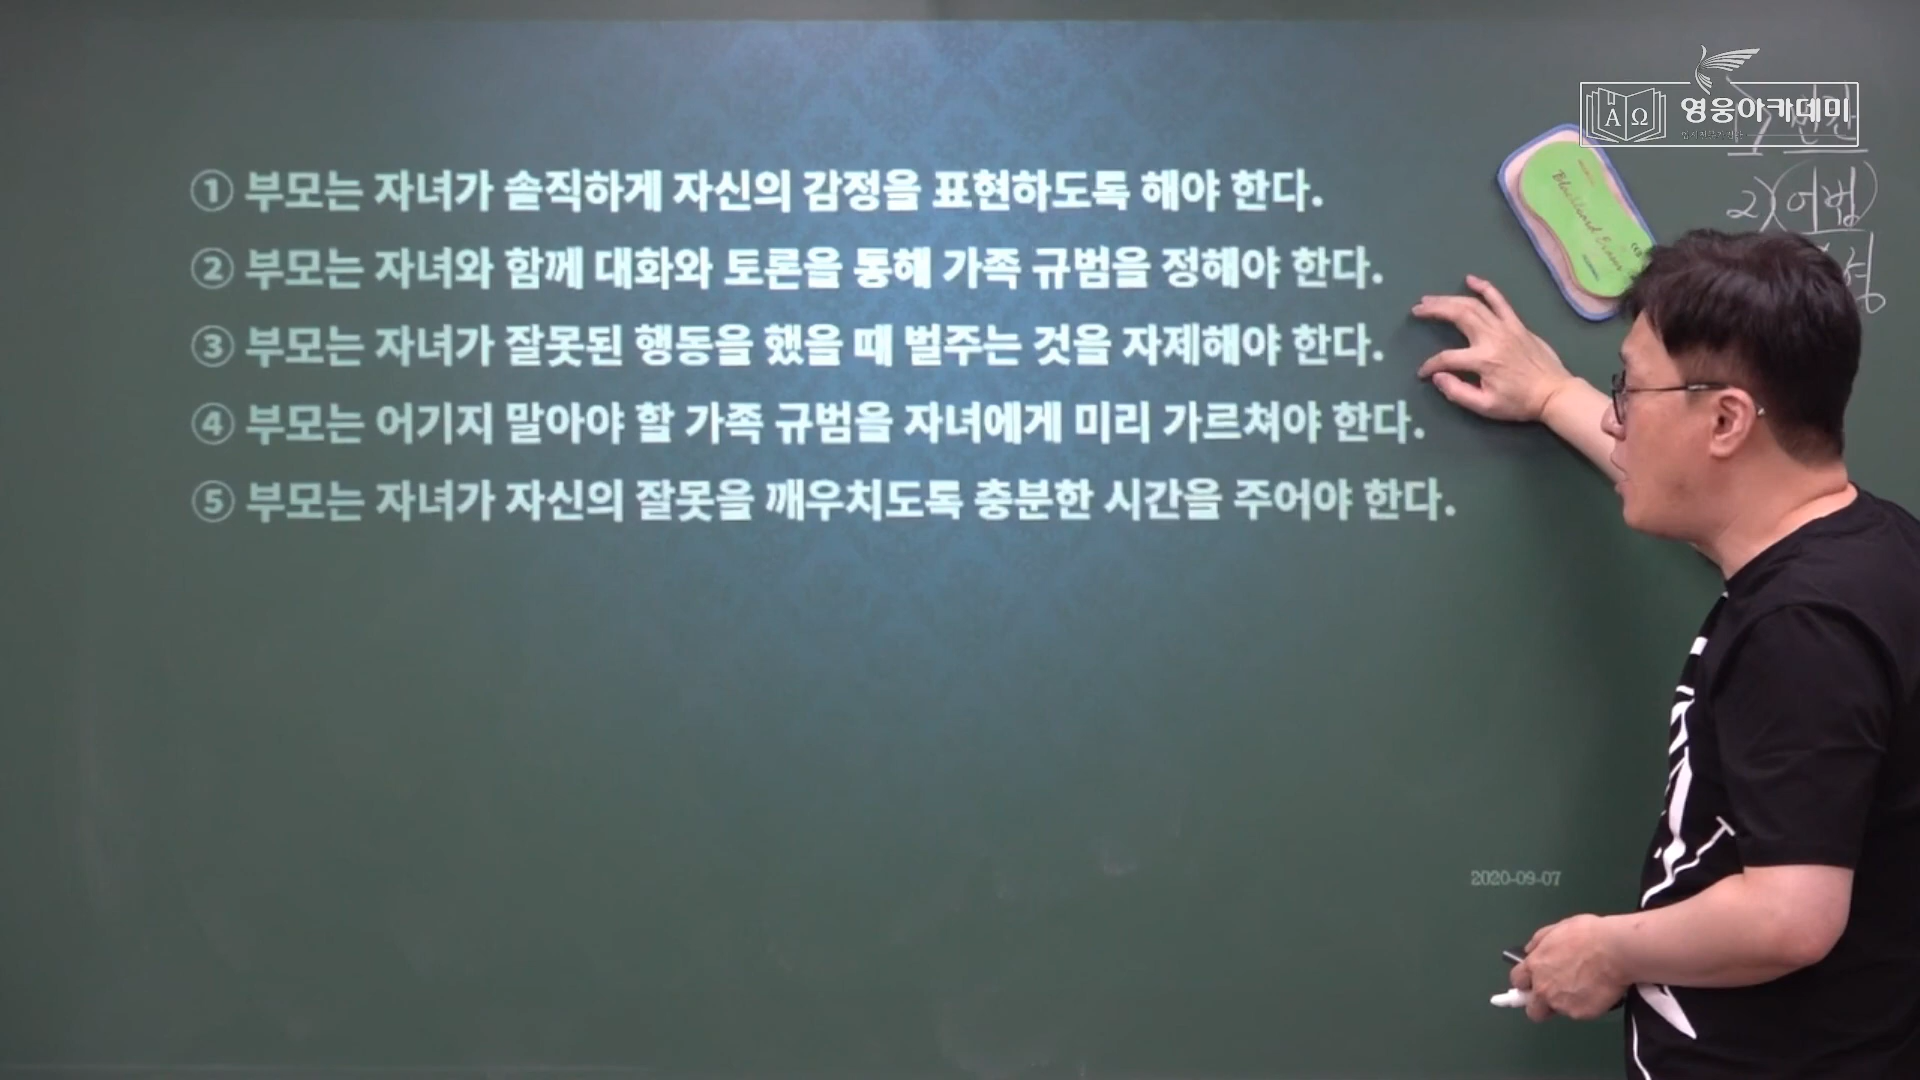 영웅아카데미
A Ω
2) 어법
① 부모는 자녀가 솔직하게 자신의 감정을 표현하도록 해야 한다.
② 부모는 자녀와 함께 대화와 토론을 통해 가족 규범을 정해야 한다.
③ 부모는 자녀가 잘못된 행동을 했을 때 벌주는 것을 자제해야 한다.
④ 부모는 어기지 말아야 할 가족 규범을 자녀에게 미리 가르쳐야 한다.
⑤ 부모는 자녀가 자신의 잘못을 깨우치도록 충분한 시간을 주어야 한다.
2020-09-07